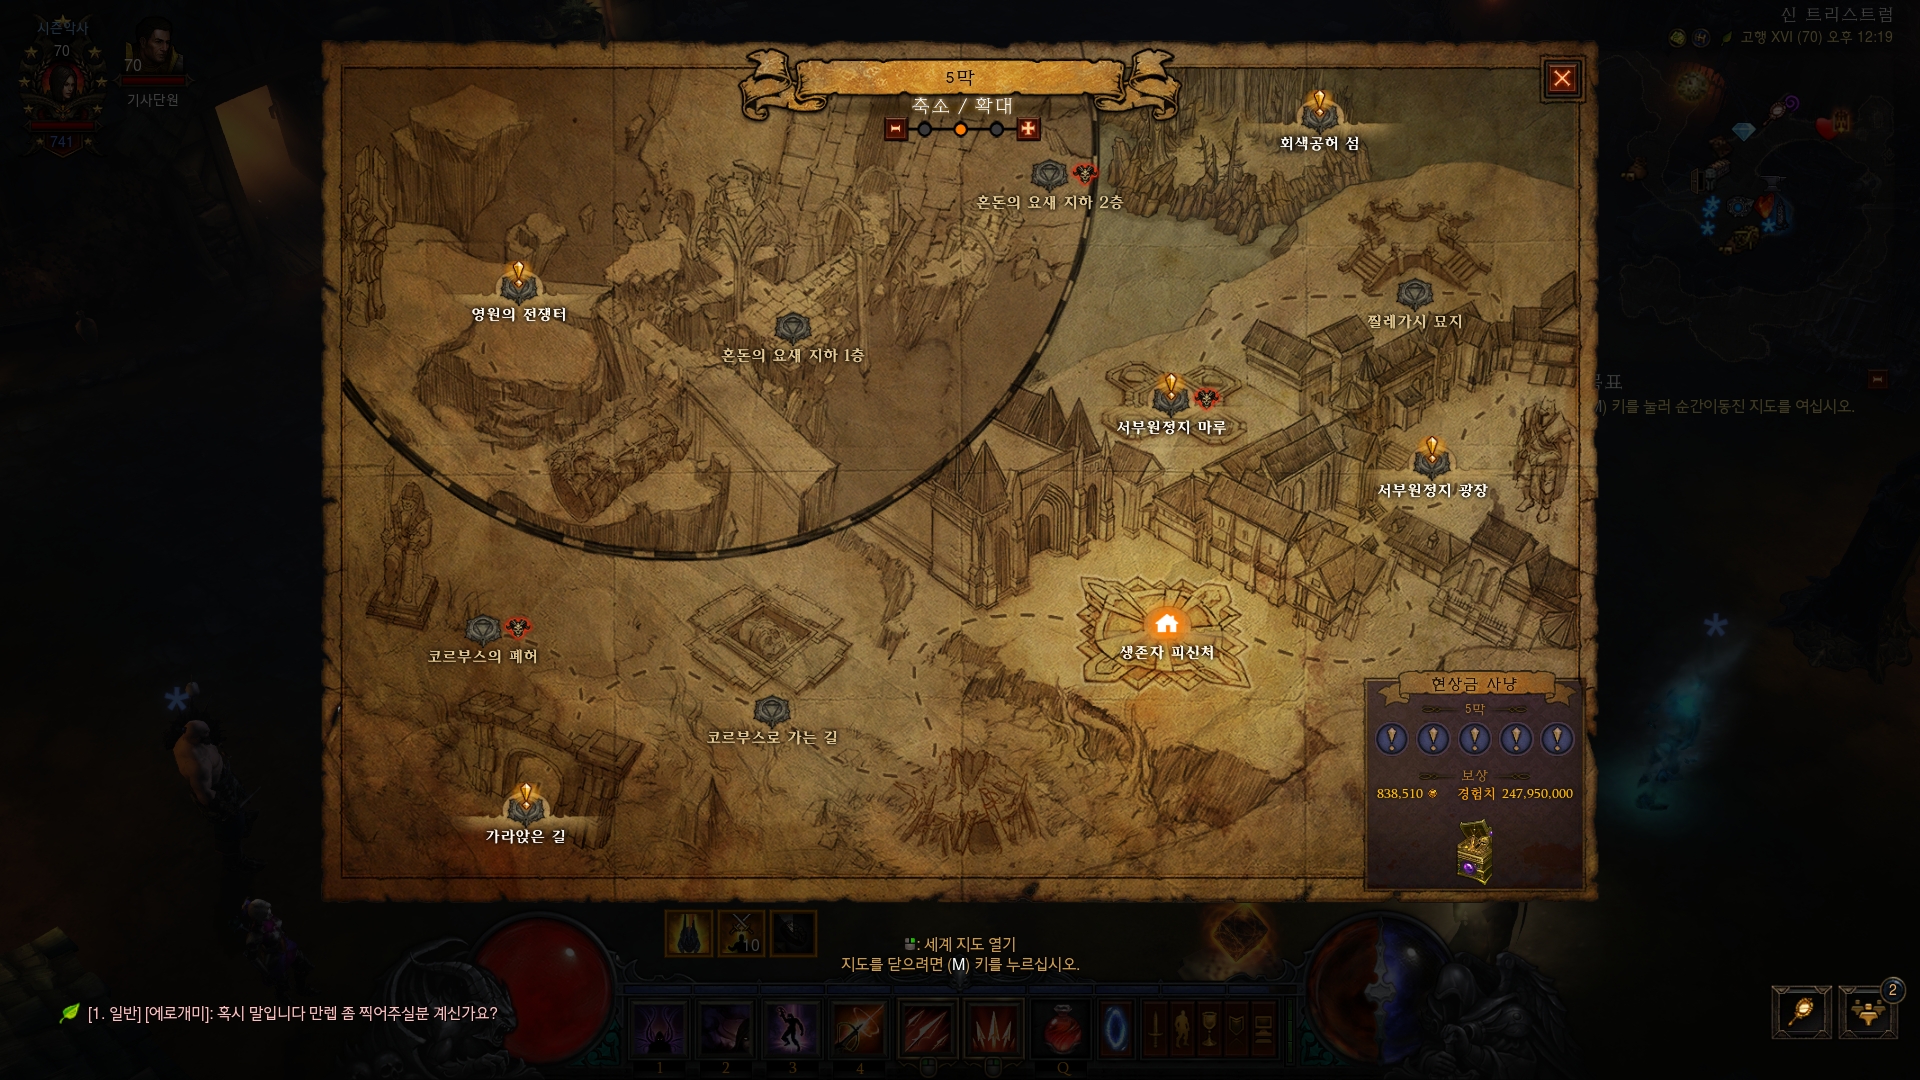 시즌악사
70
741
70
기사단원
신 트리스트럼
고행 XVI (70) 오후 12:19
5막
축소 / 확대
회색공허 섬
혼돈의 요새 지하 2층
영원의 전쟁터
혼돈의 요새 지하 1층
찔레가시 묘지
서부원정지 마루
서부원정지 광장
목표
M) 키를 눌러 순간이동진 지도를 여십시오.
코르부스의 폐허
생존자 피신처
코르부스로 가는 길
가라앉은 길
현상금 사냥
5막
보상
838,510 경험치 247,950,000
10
: 세계 지도 열기
지도를 닫으려면 (M) 키를 누르십시오.
[1. 일반] [에로개미]: 혹시 말입니다 만렙 좀 찍어주실분 계신가요?
2
1 2 3 4 Q